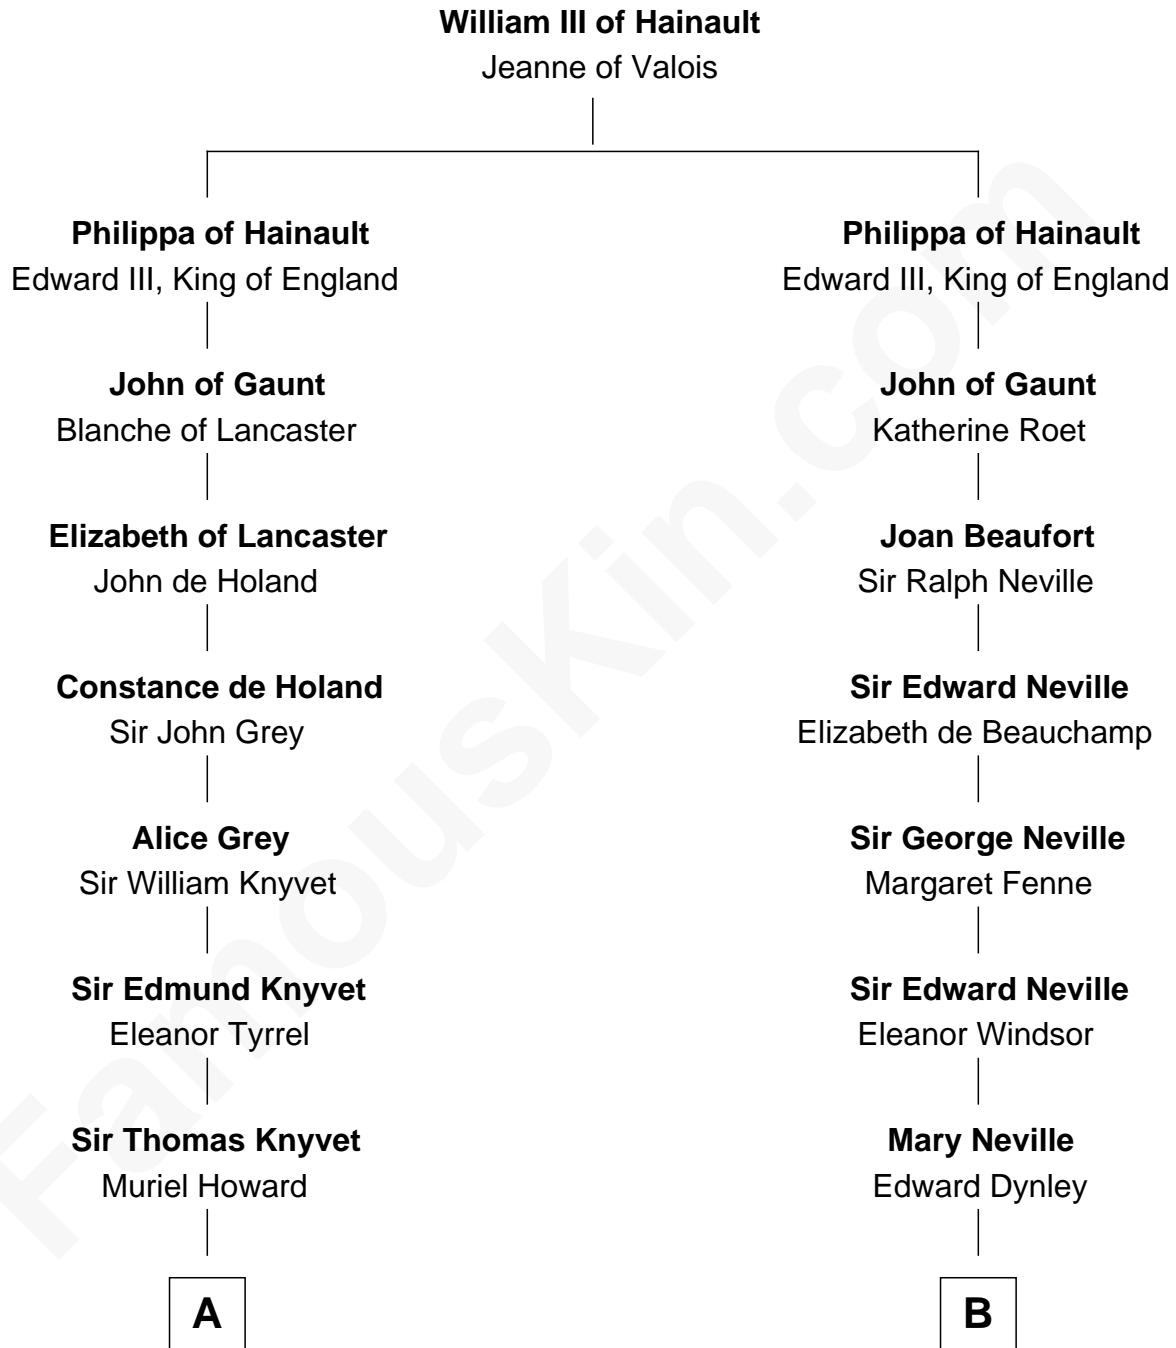 William III of Hainault
Jeanne of Valois
Philippa of Hainault
Edward III, King of England
John of Gaunt
Blanche of Lancaster
Elizabeth of Lancaster
John de Holand
Constance de Holand
Sir John Grey
Alice Grey
Sir William Knyvet
Sir Edmund Knyvet
Eleanor Tyrrel
Sir Thomas Knyvet
Muriel Howard
A
Philippa of Hainault
Edward III, King of England
John of Gaunt
Katherine Roet
Joan Beaufort
Sir Ralph Neville
Sir Edward Neville
Elizabeth de Beauchamp
Sir George Neville
Margaret Fenne
Sir Edward Neville
Eleanor Windsor
Mary Neville
Edward Dynley
B
FamousKin.com